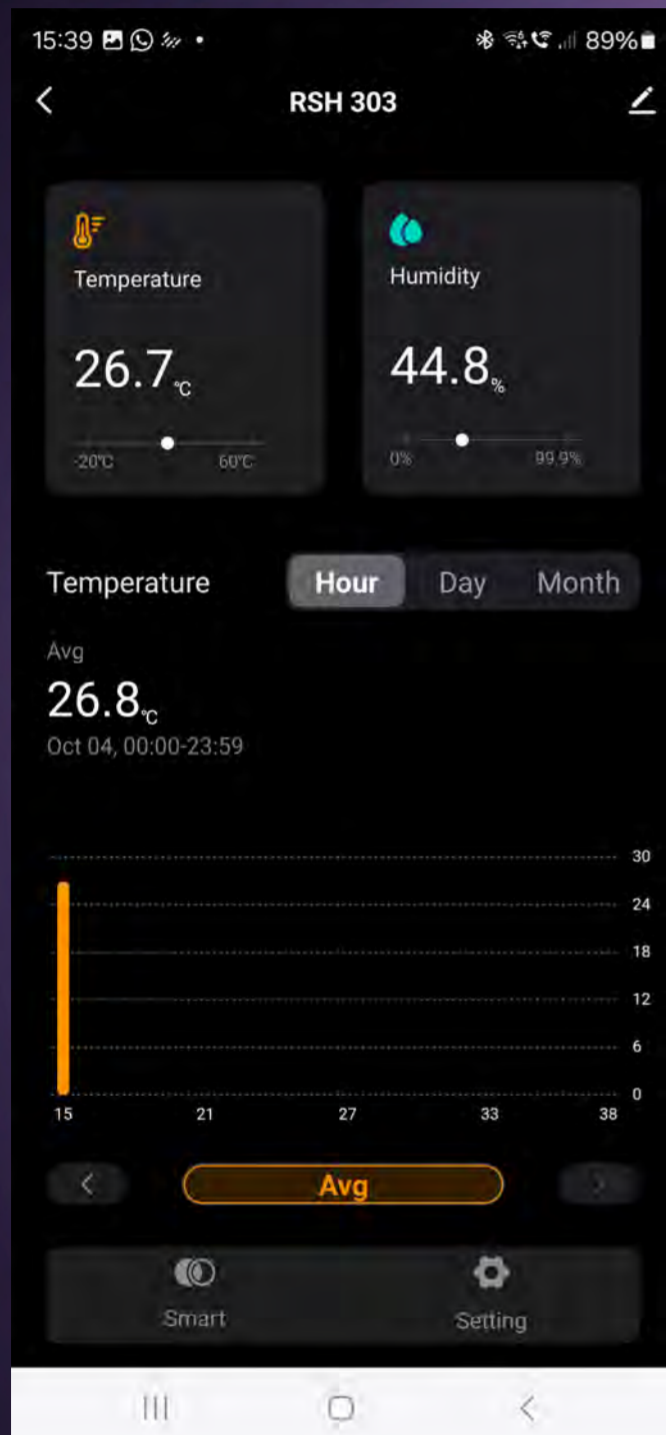 15:39 89%
RSH 303
Temperature Humidity
26.7°C 44.8%
-20°C 60°C 0% 99.9%
Temperature Hour Day Month
Avg
26.8°C
Oct 04, 00:00-23:59
30
24
18
12
6
0
15 21 27 33 38
Avg
Smart Setting